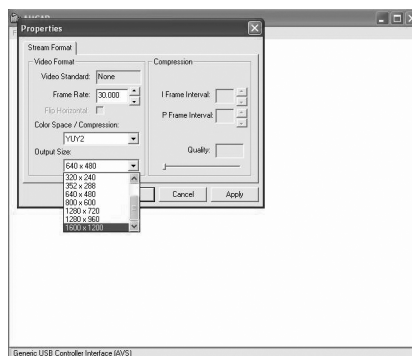 AMCAP
Properties
Stream Format
Video Format
Compression
Video Standard: None
I Frame Interval:
Frame Rate: 30.000
P Frame Interval:
Flip Horizontal:
Color Space / Compression:
YUY2
Quality:
Output Size:
640 x 480
320 x 240
352 x 288
640 x 480
800 x 600
1280 x 720
1280 x 960
1600 x 1200
Cancel
Apply
Generic USB Controller Interface (AVS)